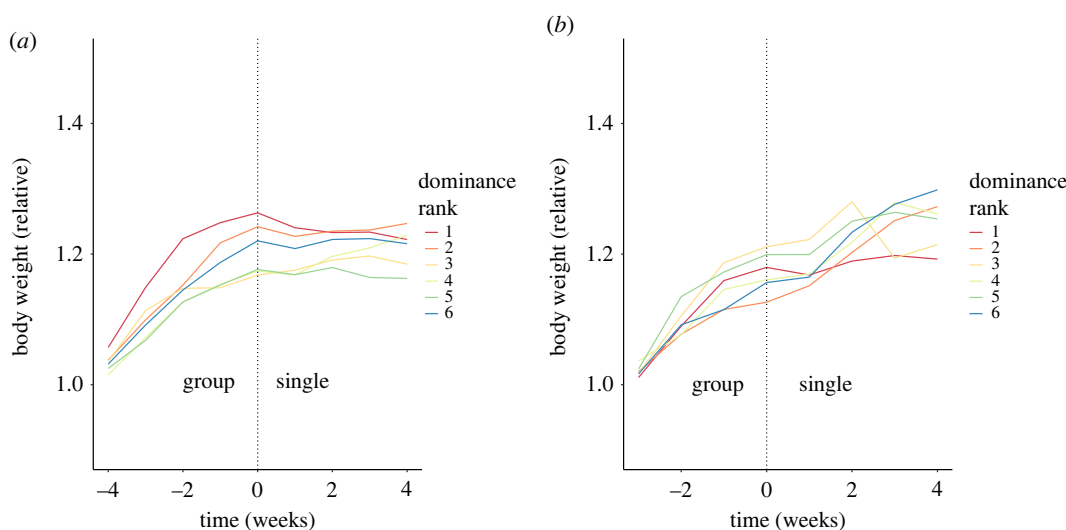 (a)
body weight (relative)
1.4
1.2
1.0
group
single
–4
–2
0
2
4
time (weeks)
dominance
rank
1
2
3
4
5
6
(b)
body weight (relative)
1.4
1.2
1.0
group
single
–2
0
2
4
time (weeks)
dominance
rank
1
2
3
4
5
6